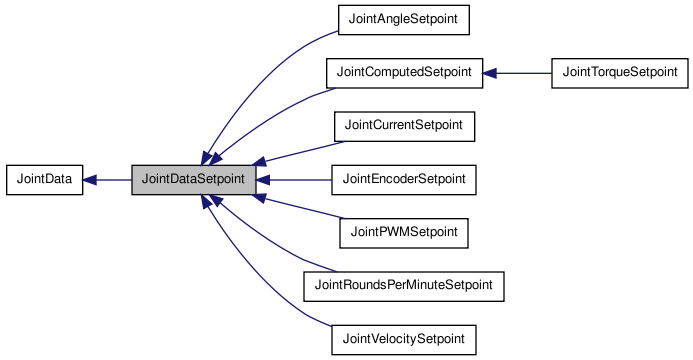 JointAngleSetpoint
JointComputedSetpoint
JointTorqueSetpoint
JointCurrentSetpoint
JointData
JointDataSetpoint
JointEncoderSetpoint
JointPWMSetpoint
JointRoundsPerMinuteSetpoint
JointVelocitySetpoint